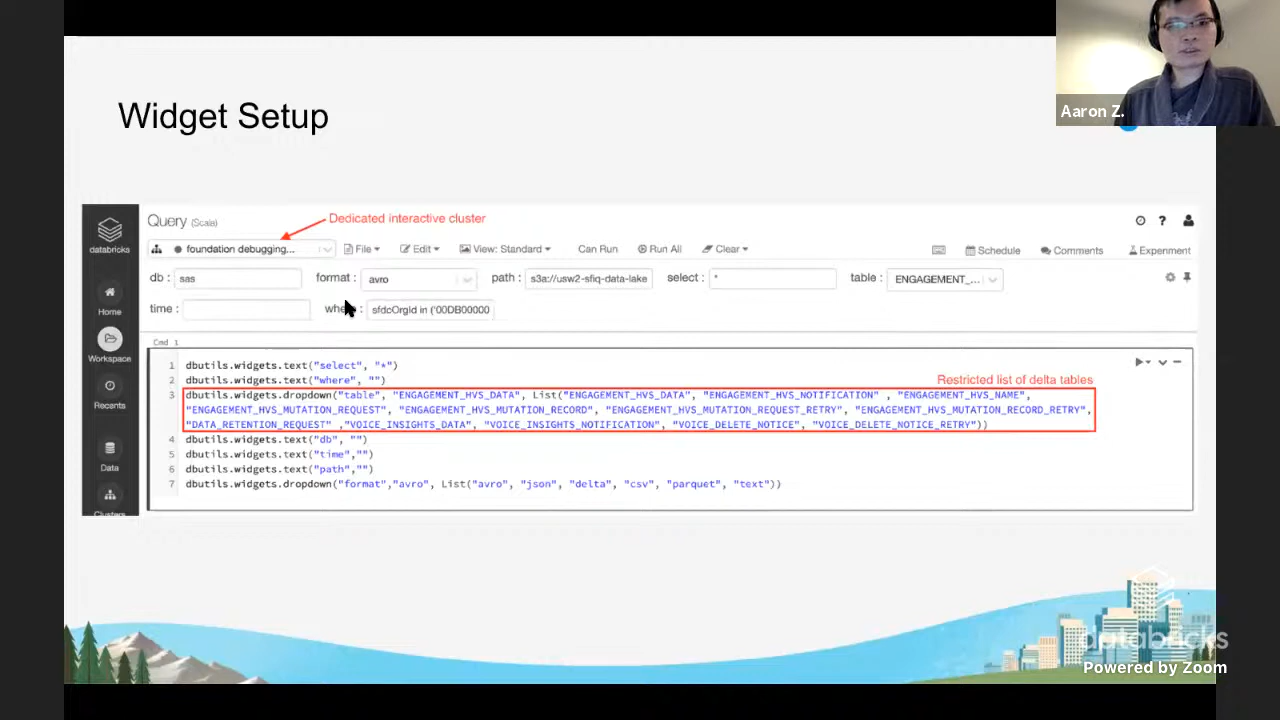 Aaron Z.
Widget Setup
Query (Scala)
Dedicated interactive cluster
databricks
foundation debugging...
File
Edit
View: Standard
Can Run
Run All
Clear
Schedule
Comments
Experiment
db :
sas
format :
avro
path :
s3a://usw2-sfiq-data-lake
select :
*
table :
ENGAGEMENT_...
time :
sfdcOrgId in ('00DB00000
Home
Workspace
Recents
Data
Clusters
Cmd 1
Restricted list of delta tables
1 dbutils.widgets.text("select", "*")
2 dbutils.widgets.text("where", "")
3 dbutils.widgets.dropdown("table", "ENGAGEMENT_HVS_DATA", List("ENGAGEMENT_HVS_DATA", "ENGAGEMENT_HVS_NOTIFICATION" , "ENGAGEMENT_HVS_NAME",
"ENGAGEMENT_HVS_MUTATION_REQUEST", "ENGAGEMENT_HVS_MUTATION_RECORD", "ENGAGEMENT_HVS_MUTATION_REQUEST_RETRY", "ENGAGEMENT_HVS_MUTATION_RECORD_RETRY",
"DATA_RETENTION_REQUEST" ,"VOICE_INSIGHTS_DATA", "VOICE_INSIGHTS_NOTIFICATION", "VOICE_DELETE_NOTICE", "VOICE_DELETE_NOTICE_RETRY"))
4 dbutils.widgets.text("db", "")
5 dbutils.widgets.text("time","")
6 dbutils.widgets.text("path","")
7 dbutils.widgets.dropdown("format","avro", List("avro", "json", "delta", "csv", "parquet", "text"))
databricks
Powered by Zoom